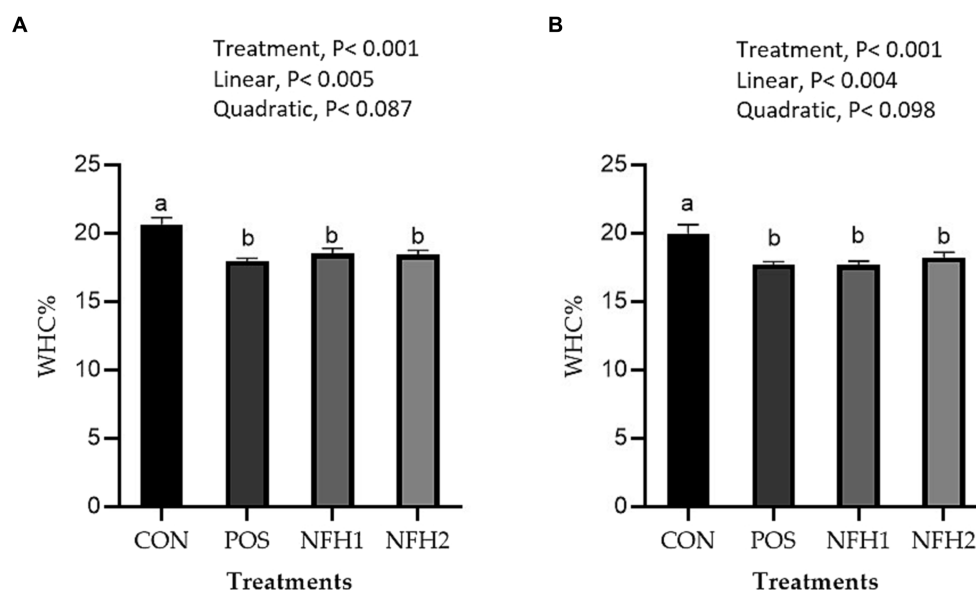 A
Treatment, P< 0.001
Linear, P< 0.005
Quadratic, P< 0.087
25
20
15
10
5
0
WHC%
a
b
b
b
CON POS NFH1 NFH2
Treatments
B
Treatment, P< 0.001
Linear, P< 0.004
Quadratic, P< 0.098
25
20
15
10
5
0
WHC%
a
b
b
b
CON POS NFH1 NFH2
Treatments